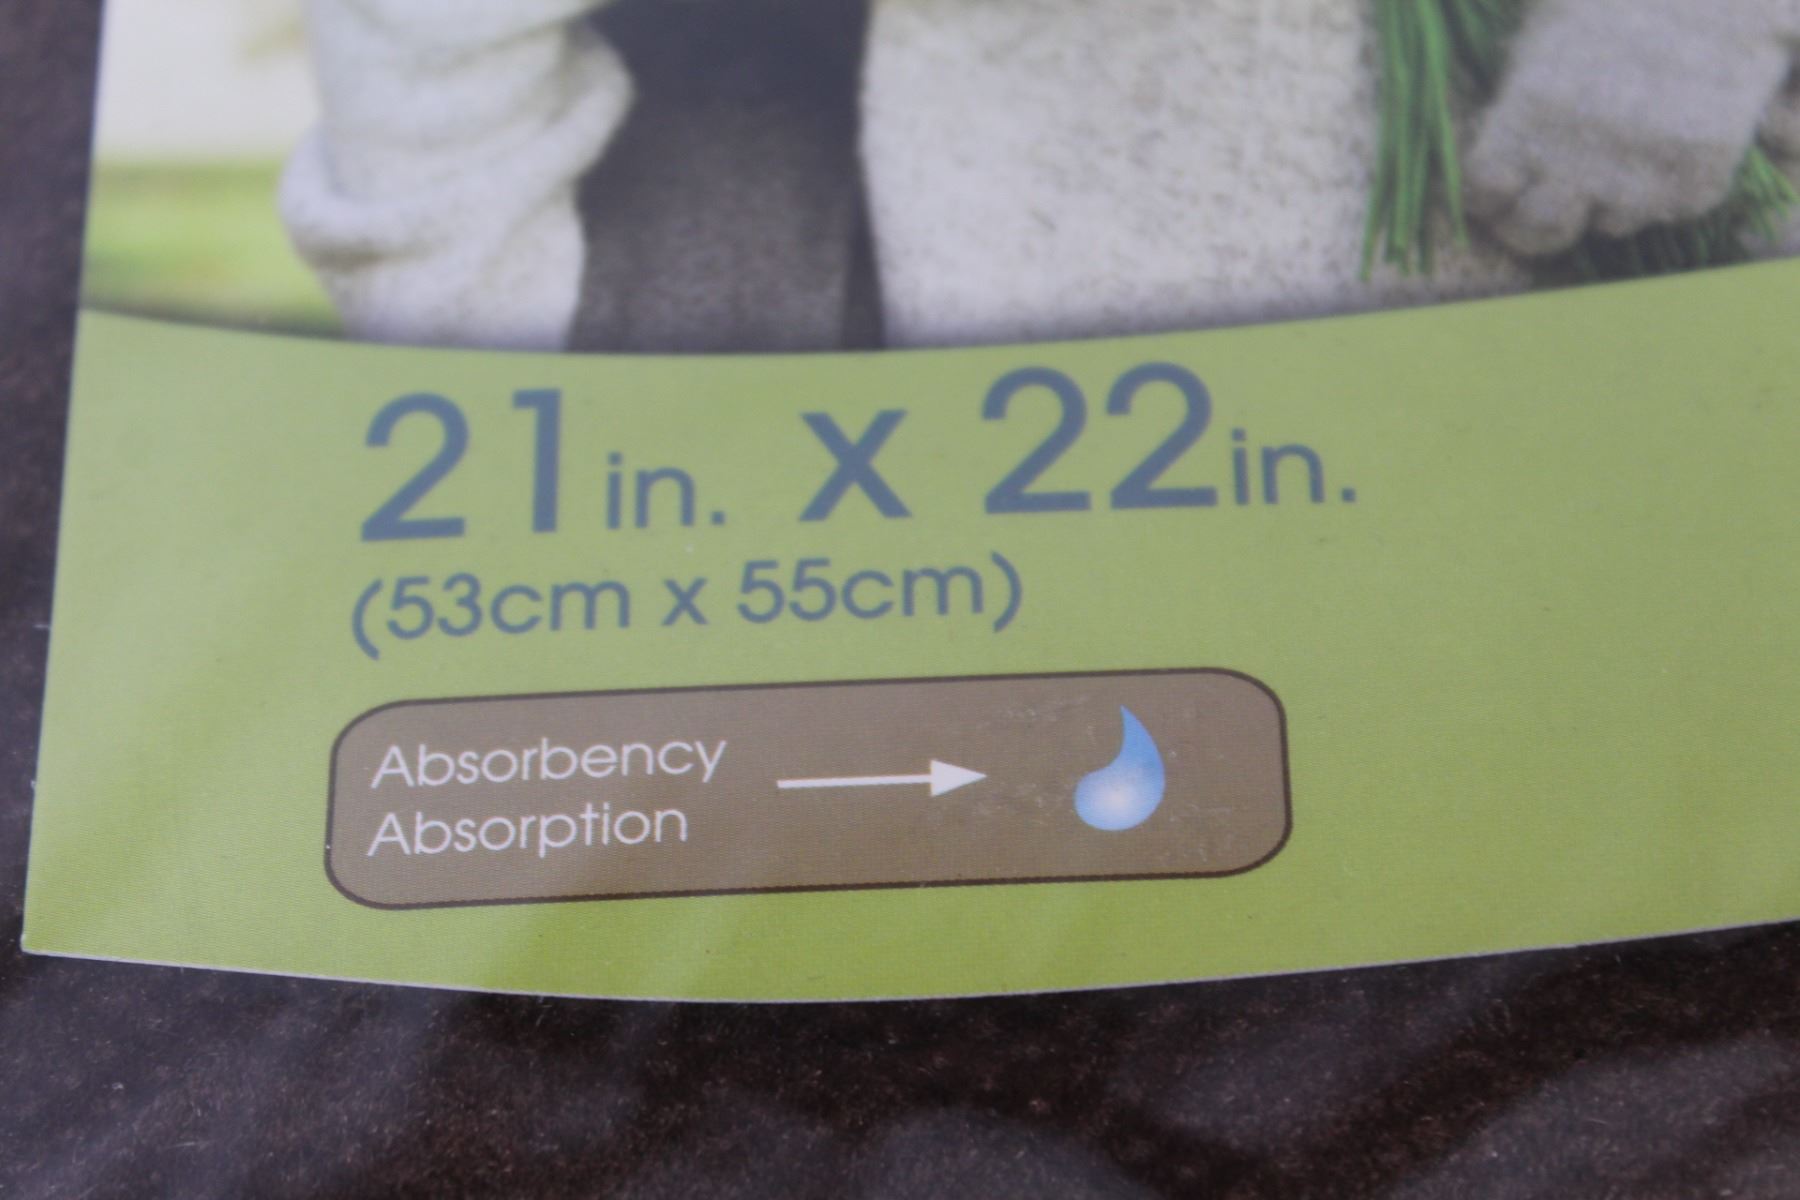 21in. x 22in.
(53cm x 55cm)
Absorbency
Absorption